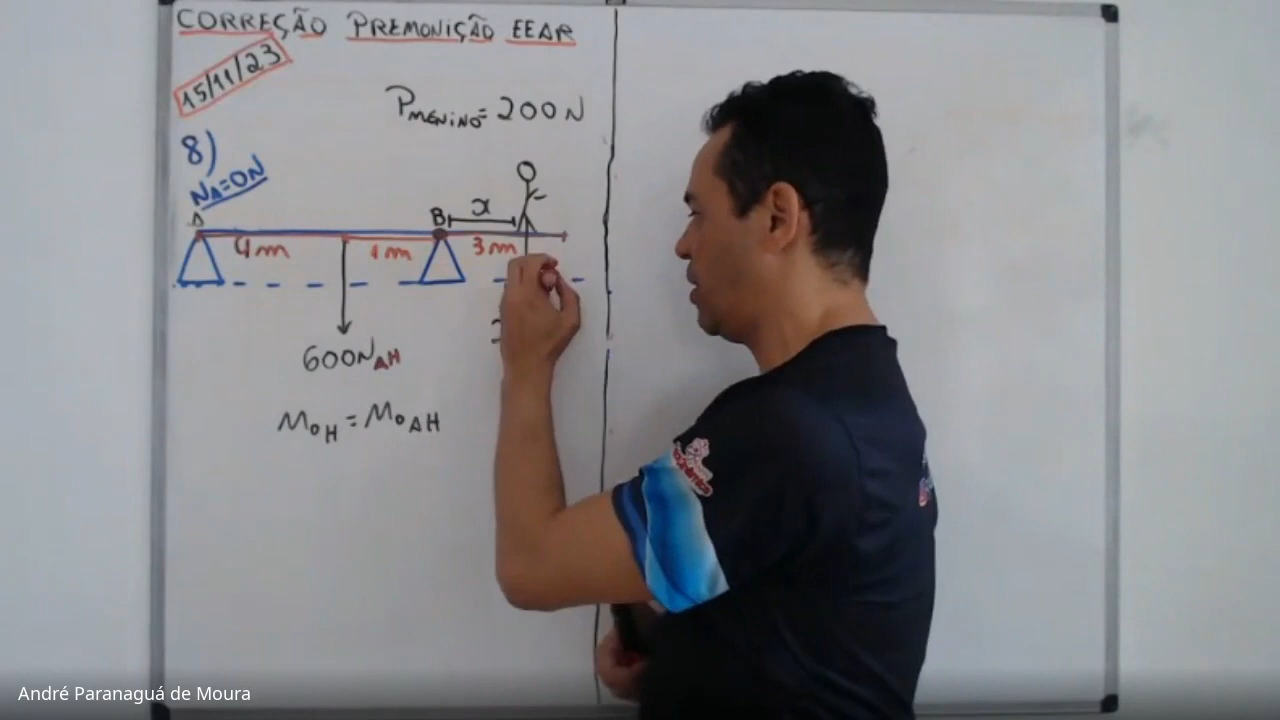 CORREÇÃO PREMONIÇÃO EEAR
15/11/23
PMENINO = 200N
8)
NA=0N
A B x
4m 1m 3m
600NAH
MOH = MOAH
André Paranaguá de Moura